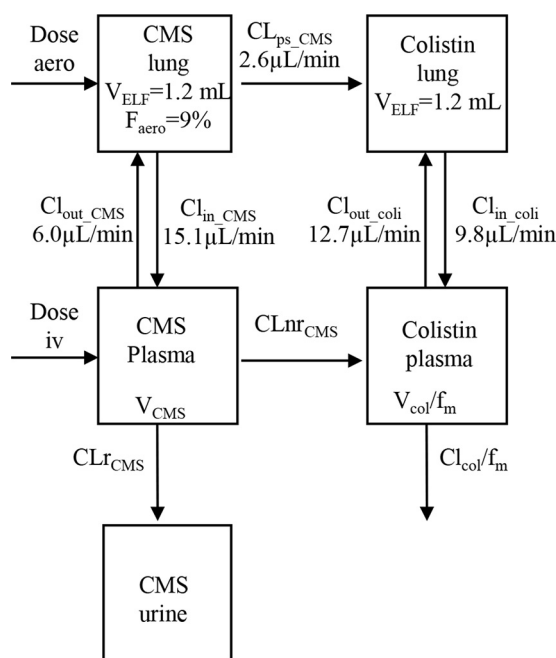 Dose
aero
CMS
lung
V_ELF=1.2 mL
F_aero=9%
CL_ps_CMS
2.6µL/min
Colistin
lung
V_ELF=1.2 mL
Cl_out_CMS
6.0µL/min
Cl_in_CMS
15.1µL/min
Cl_out_coli
12.7µL/min
Cl_in_coli
9.8µL/min
Dose
iv
CMS
Plasma
V_CMS
CLnr_CMS
Colistin
plasma
V_col/f_m
CLr_CMS
Cl_col/f_m
CMS
urine